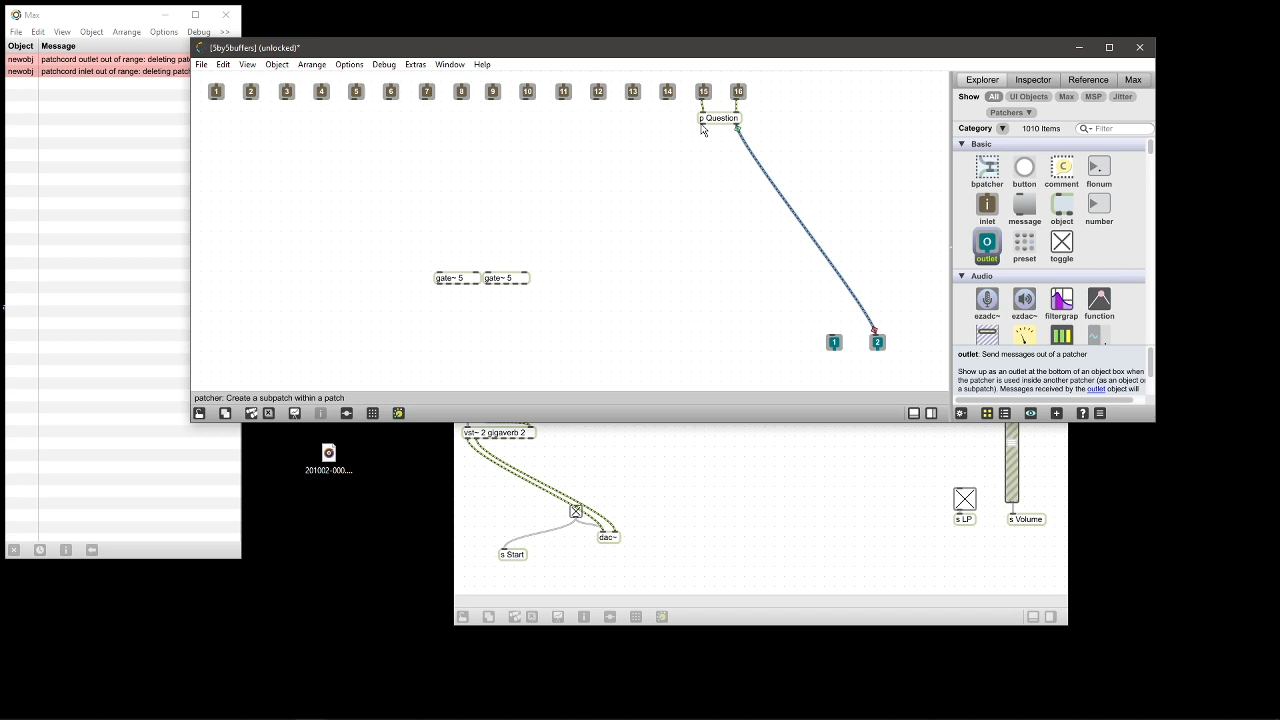 Max
File Edit View Object Arrange Options Debug >>
Object Message
newobj patchcord outlet out of range: deleting pat
newobj patchcord inlet out of range: deleting patch
[5by5buffers] (unlocked)*
File Edit View Object Arrange Options Debug Extras Window Help
1 2 3 4 5 6 7 8 9 10 11 12 13 14 15 16
p Question
gate~ 5 gate~ 5
1 2
patcher: Create a subpatch within a patch
Explorer Inspector Reference Max
Show All UI Objects Max MSP Jitter
Patchers ▼
Category ▼ 1010 Items Filter
▼ Basic
bpatcher button comment flonum
inlet message object number
outlet preset toggle
▼ Audio
ezadc~ ezdac~ filtergrap function
outlet: Send messages out of a patcher
Show up as an outlet at the bottom of an object box when
the patcher is used inside another patcher (as an object or
a subpatch). Messages received by the outlet object will
vst~ 2 gigaverb 2
201002-000....
dac~
s Start
s LP s Volume